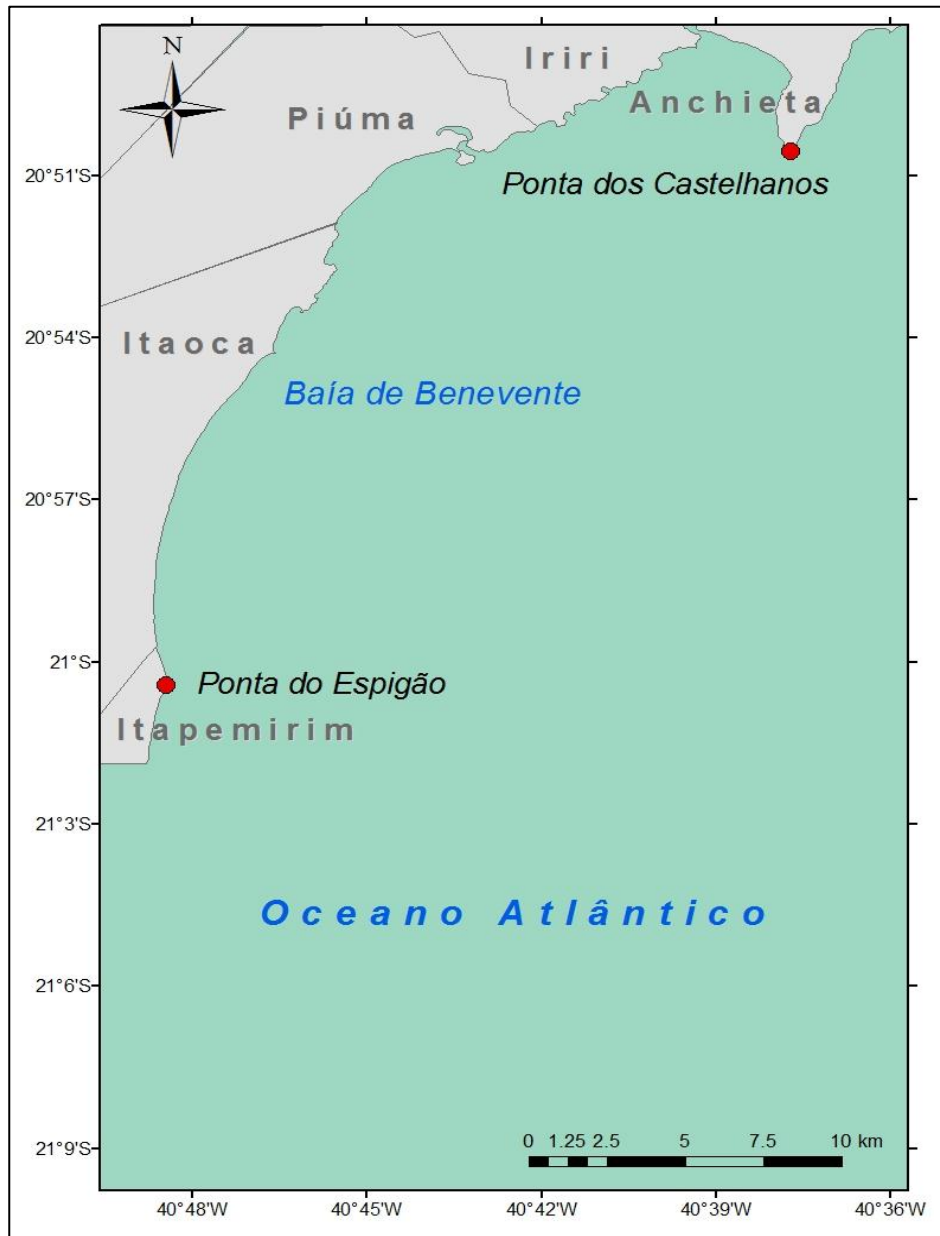 N
Iriri
Anchieta
Piúma
20°51'S
Ponta dos Castelhanos
20°54'S
Itaoca
Baía de Benevente
20°57'S
21°S
Ponta do Espigão
Itapemirim
21°3'S
Oceano Atlântico
21°6'S
0 1.25 2.5 5 7.5 10 km
21°9'S
40°48'W 40°45'W 40°42'W 40°39'W 40°36'W